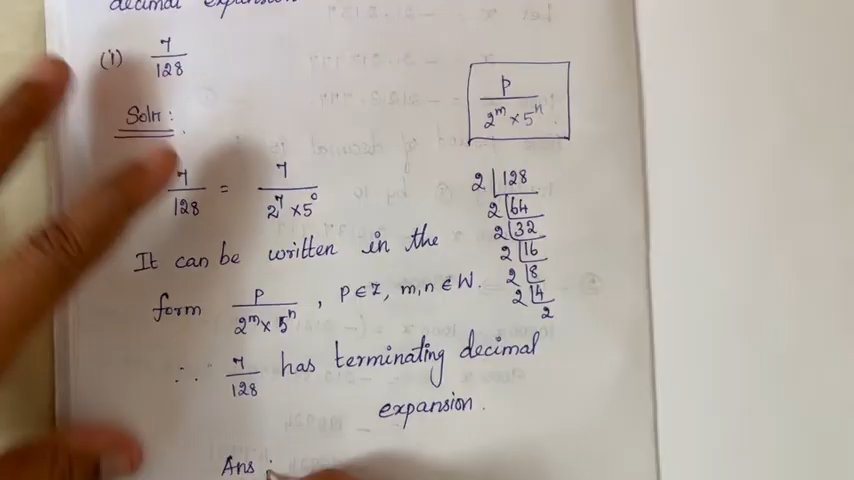 decimal expansion
(i) 7/128
Soln:
p/2^m × 5^n.
7/128 = 7/2^7 × 5^0
2 | 128
2 | 64
2 | 32
2 | 16
2 | 8
2 | 4
2
It can be written in the
form p/2^m × 5^n, p ∈ Z, m, n ∈ W.
∴ 7/128 has terminating decimal
expansion.
Ans :